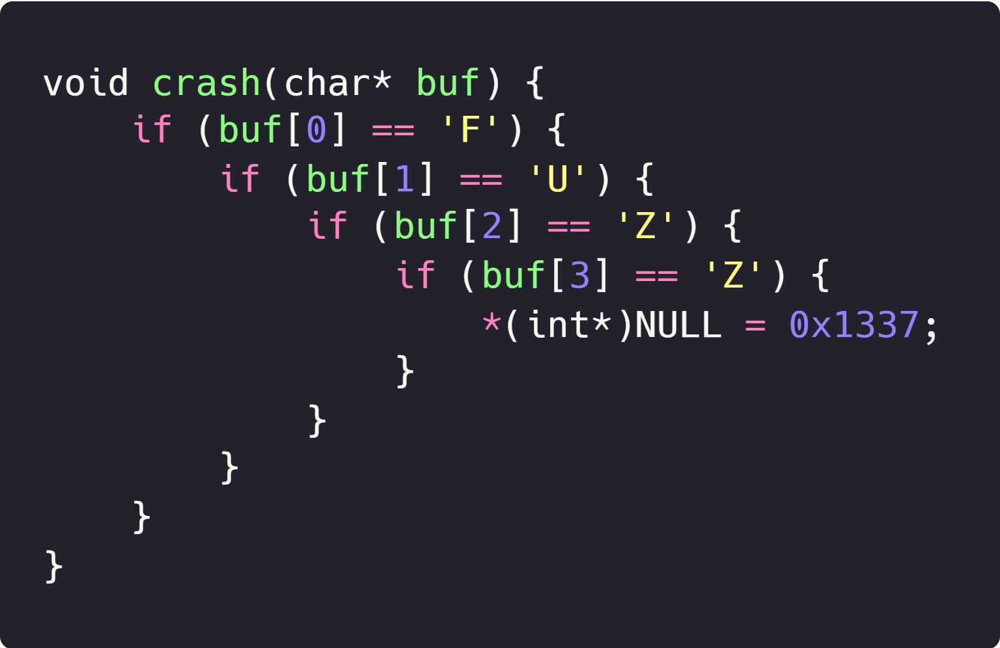 void crash(char* buf) {
    if (buf[0] == 'F') {
        if (buf[1] == 'U') {
            if (buf[2] == 'Z') {
                if (buf[3] == 'Z') {
                    *(int*)NULL = 0x1337;
                }
            }
        }
    }
}